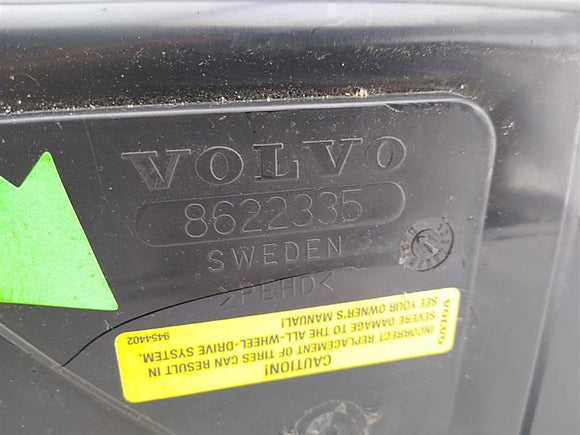 VOLVO
8622335
SWEDEN
>PEHD<
CAUTION!
INCORRECT REPLACEMENT OF TIRES CAN RESULT IN
SEVERE DAMAGE TO THE ALL-WHEEL-DRIVE SYSTEM.
SEE YOUR OWNER'S MANUAL!
VOLVO
9454402